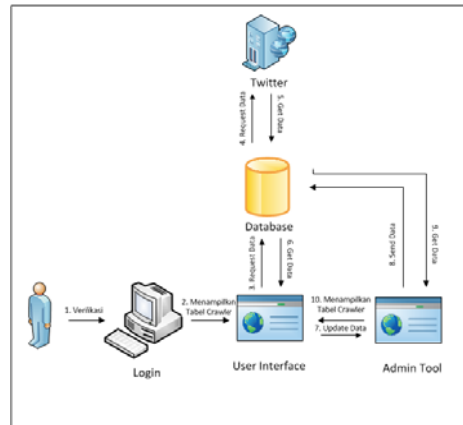 Twitter
4. Request Data
5. Get Data
Database
3. Request Data
6. Get Data
8. Send Data
9. Get Data
1. Verifikasi
2. Menampilkan
Tabel Crawler
10. Menampilkan
Tabel Crawler
7. Update Data
Login
User Interface
Admin Tool